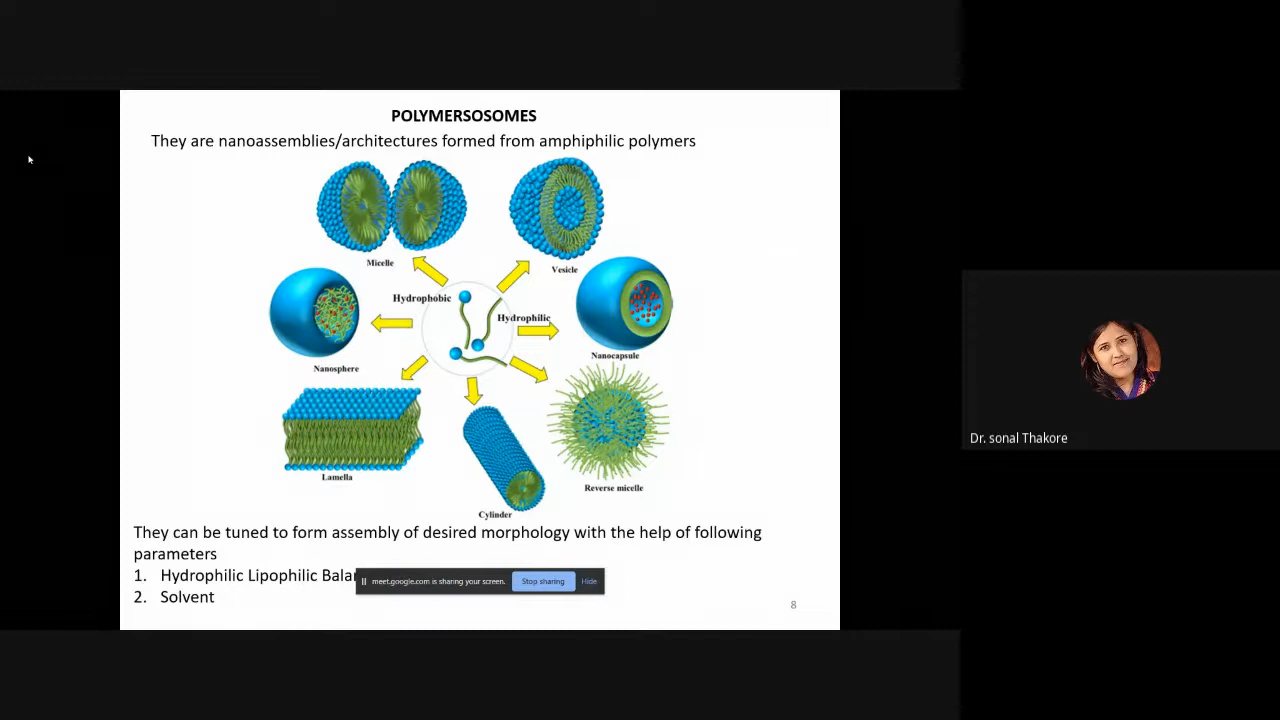 POLYMERSOSOMES
They are nanoassemblies/architectures formed from amphiphilic polymers
Micelle
Vesicle
Hydrophobic
Hydrophilic
Nanosphere
Nanocapsule
Lamella
Cylinder
Reverse micelle
They can be tuned to form assembly of desired morphology with the help of following
parameters
1. Hydrophilic Lipophilic
2. Solvent
meet.google.com is sharing your screen. Stop sharing Hide
8
Dr. sonal Thakore